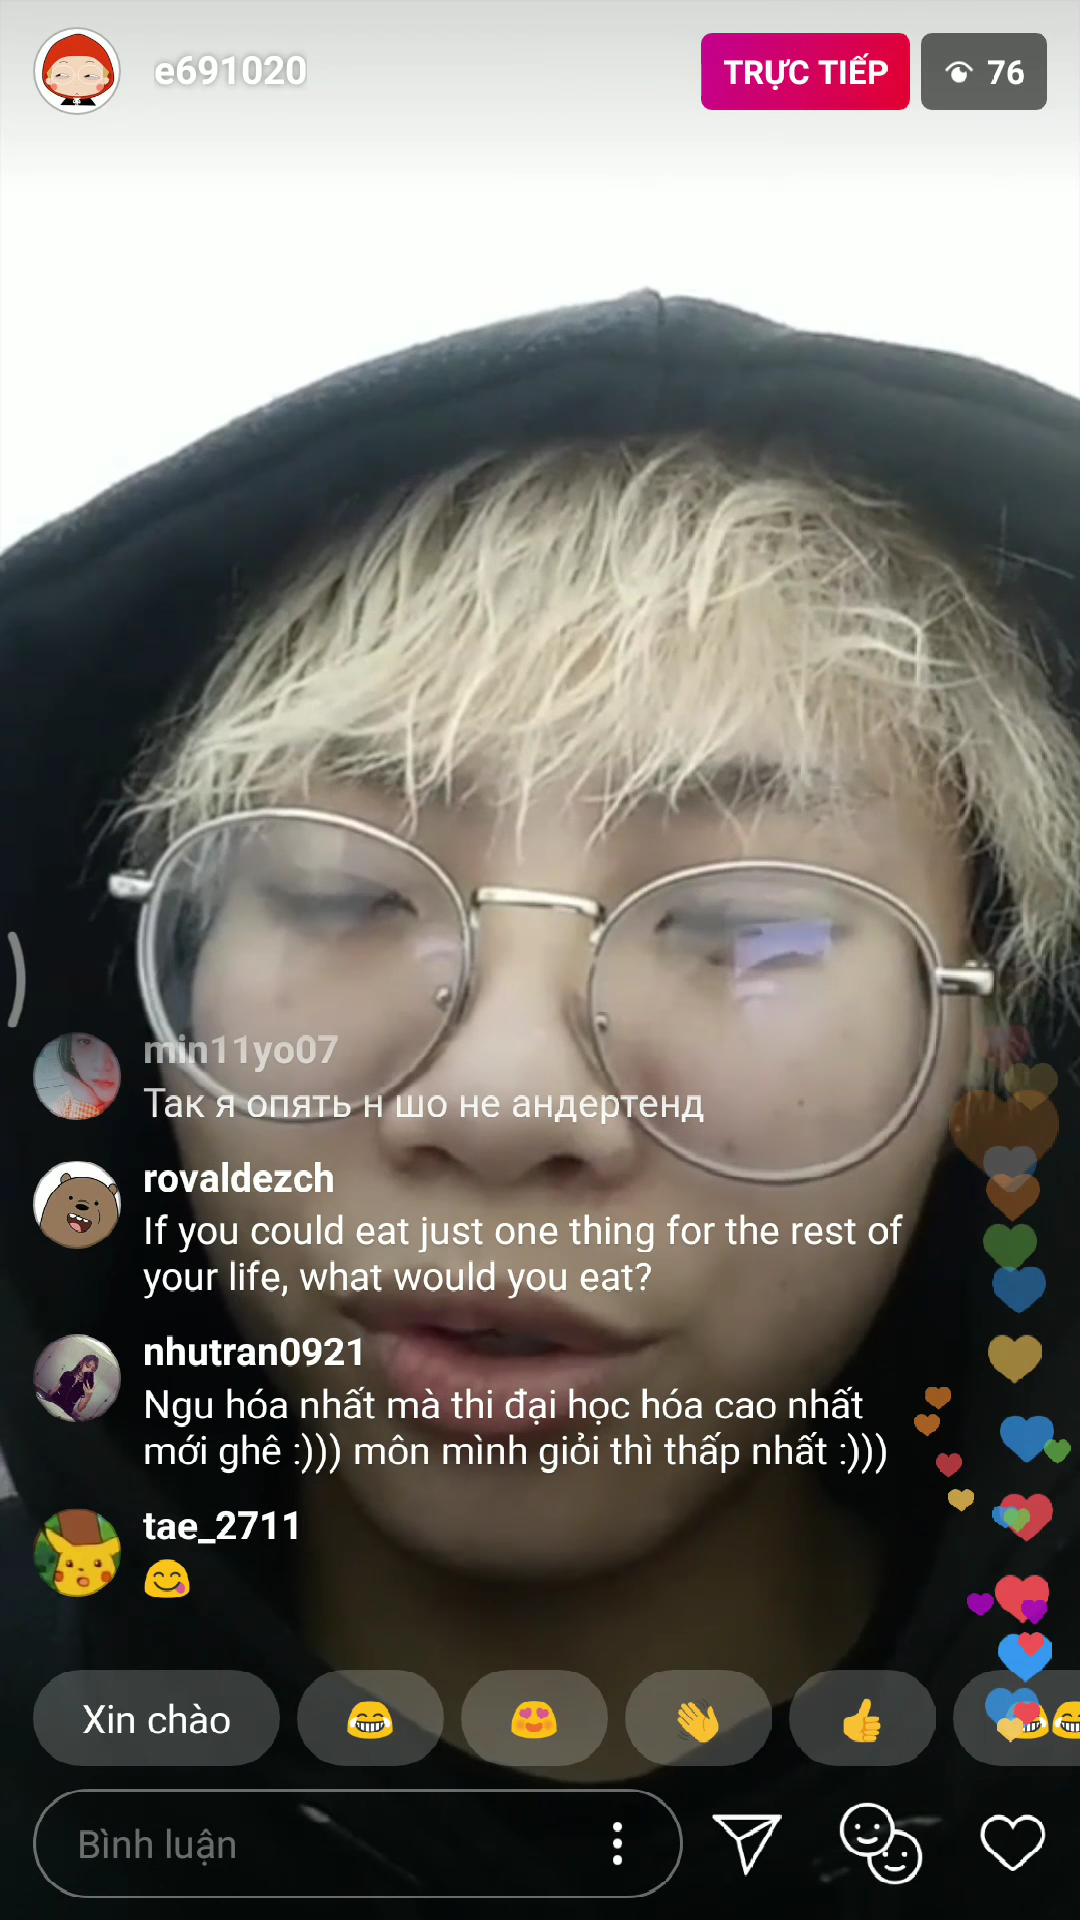 e691020
TRỰC TIẾP
76
min11yo07
Так я опять н шо не андертенд
rovaldezch
If you could eat just one thing for the rest of
your life, what would you eat?
nhutran0921
Ngu hóa nhất mà thi đại học hóa cao nhất
mới ghê :))) môn mình giỏi thì thấp nhất :)))
tae_2711
😋
Xin chào
Bình luận